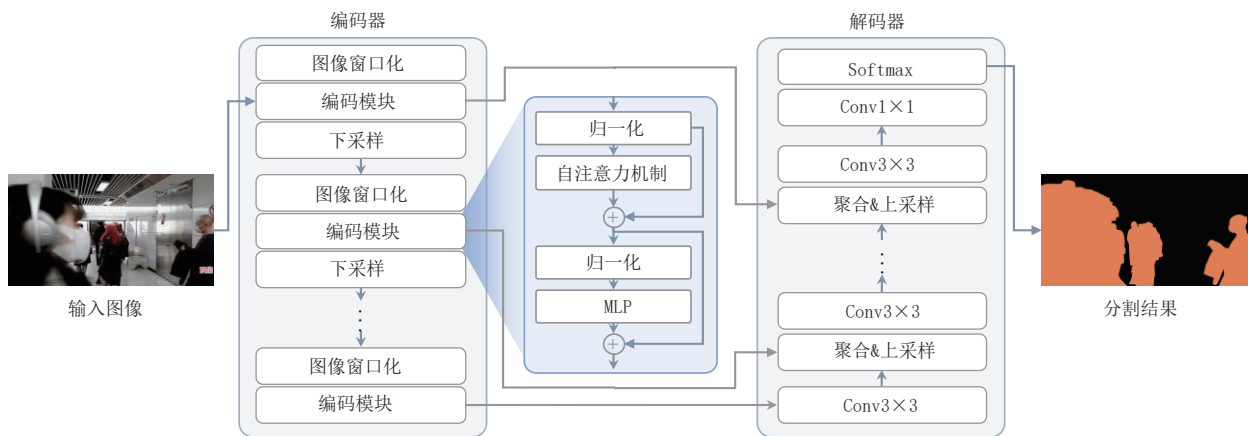 编码器
图像窗口化
编码模块
下采样
图像窗口化
编码模块
下采样
⋮
图像窗口化
编码模块
归一化
自注意力机制
+
归一化
MLP
+
解码器
Softmax
Conv1×1
Conv3×3
聚合&上采样
⋮
Conv3×3
聚合&上采样
Conv3×3
输入图像
分割结果